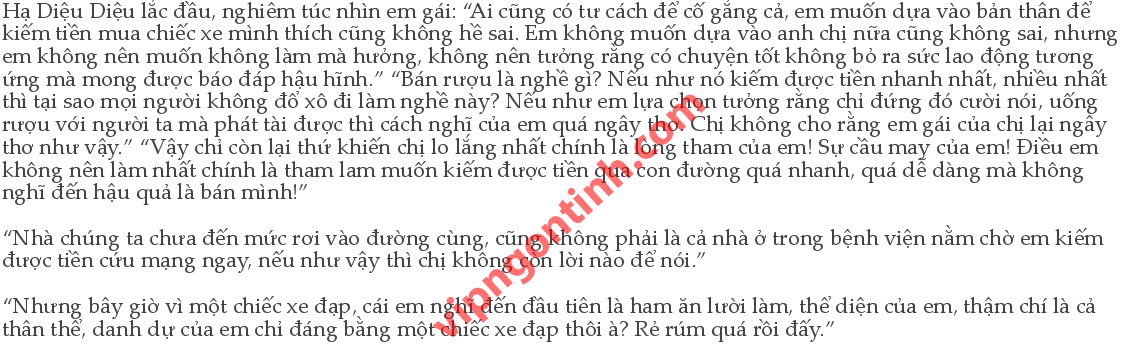 Hạ Diệu Diệu lắc đầu, nghiêm túc nhìn em gái: “Ai cũng có tư cách để cố gắng cả, em muốn dựa vào bản thân để
kiếm tiền mua chiếc xe mình thích cũng không hề sai. Em không muốn dựa vào anh chị nữa cũng không sai, nhưng
em không nên muốn không làm mà hưởng, không nên tưởng rằng có chuyện tốt không bỏ ra sức lao động tương
ứng mà mong được báo đáp hậu hĩnh.” “Bán rượu là nghề gì? Nếu như nó kiếm được tiền nhanh nhất, nhiều nhất
thì tại sao mọi người không đổ xô đi làm nghề này? Nếu như em lựa chọn tưởng rằng chỉ đứng đó cười nói, uống
rượu với người ta mà phát tài được thì cách nghĩ của em quá ngây thơ. Chị không cho rằng em gái của chị lại ngây
thơ như vậy.” “Vậy chỉ còn lại thứ khiến chị lo lắng nhất chính là lòng tham của em! Sự cầu may của em! Điều em
không nên làm nhất chính là tham lam muốn kiếm được tiền qua con đường quá nhanh, quá dễ dàng mà không
nghĩ đến hậu quả là bán mình!”
“Nhà chúng ta chưa đến mức rơi vào đường cùng, cũng không phải là cả nhà ở trong bệnh viện nằm chờ em kiếm
được tiền cứu mạng ngay, nếu như vậy thì chị không còn lời nào để nói.”
“Nhưng bây giờ vì một chiếc xe đạp, cái em nghĩ đến đầu tiên là ham ăn lười làm, thể diện của em, thậm chí là cả
thân thể, danh dự của em chỉ đáng bằng một chiếc xe đạp thôi à? Rẻ rúm quá rồi đấy.”
vipngontinh.com